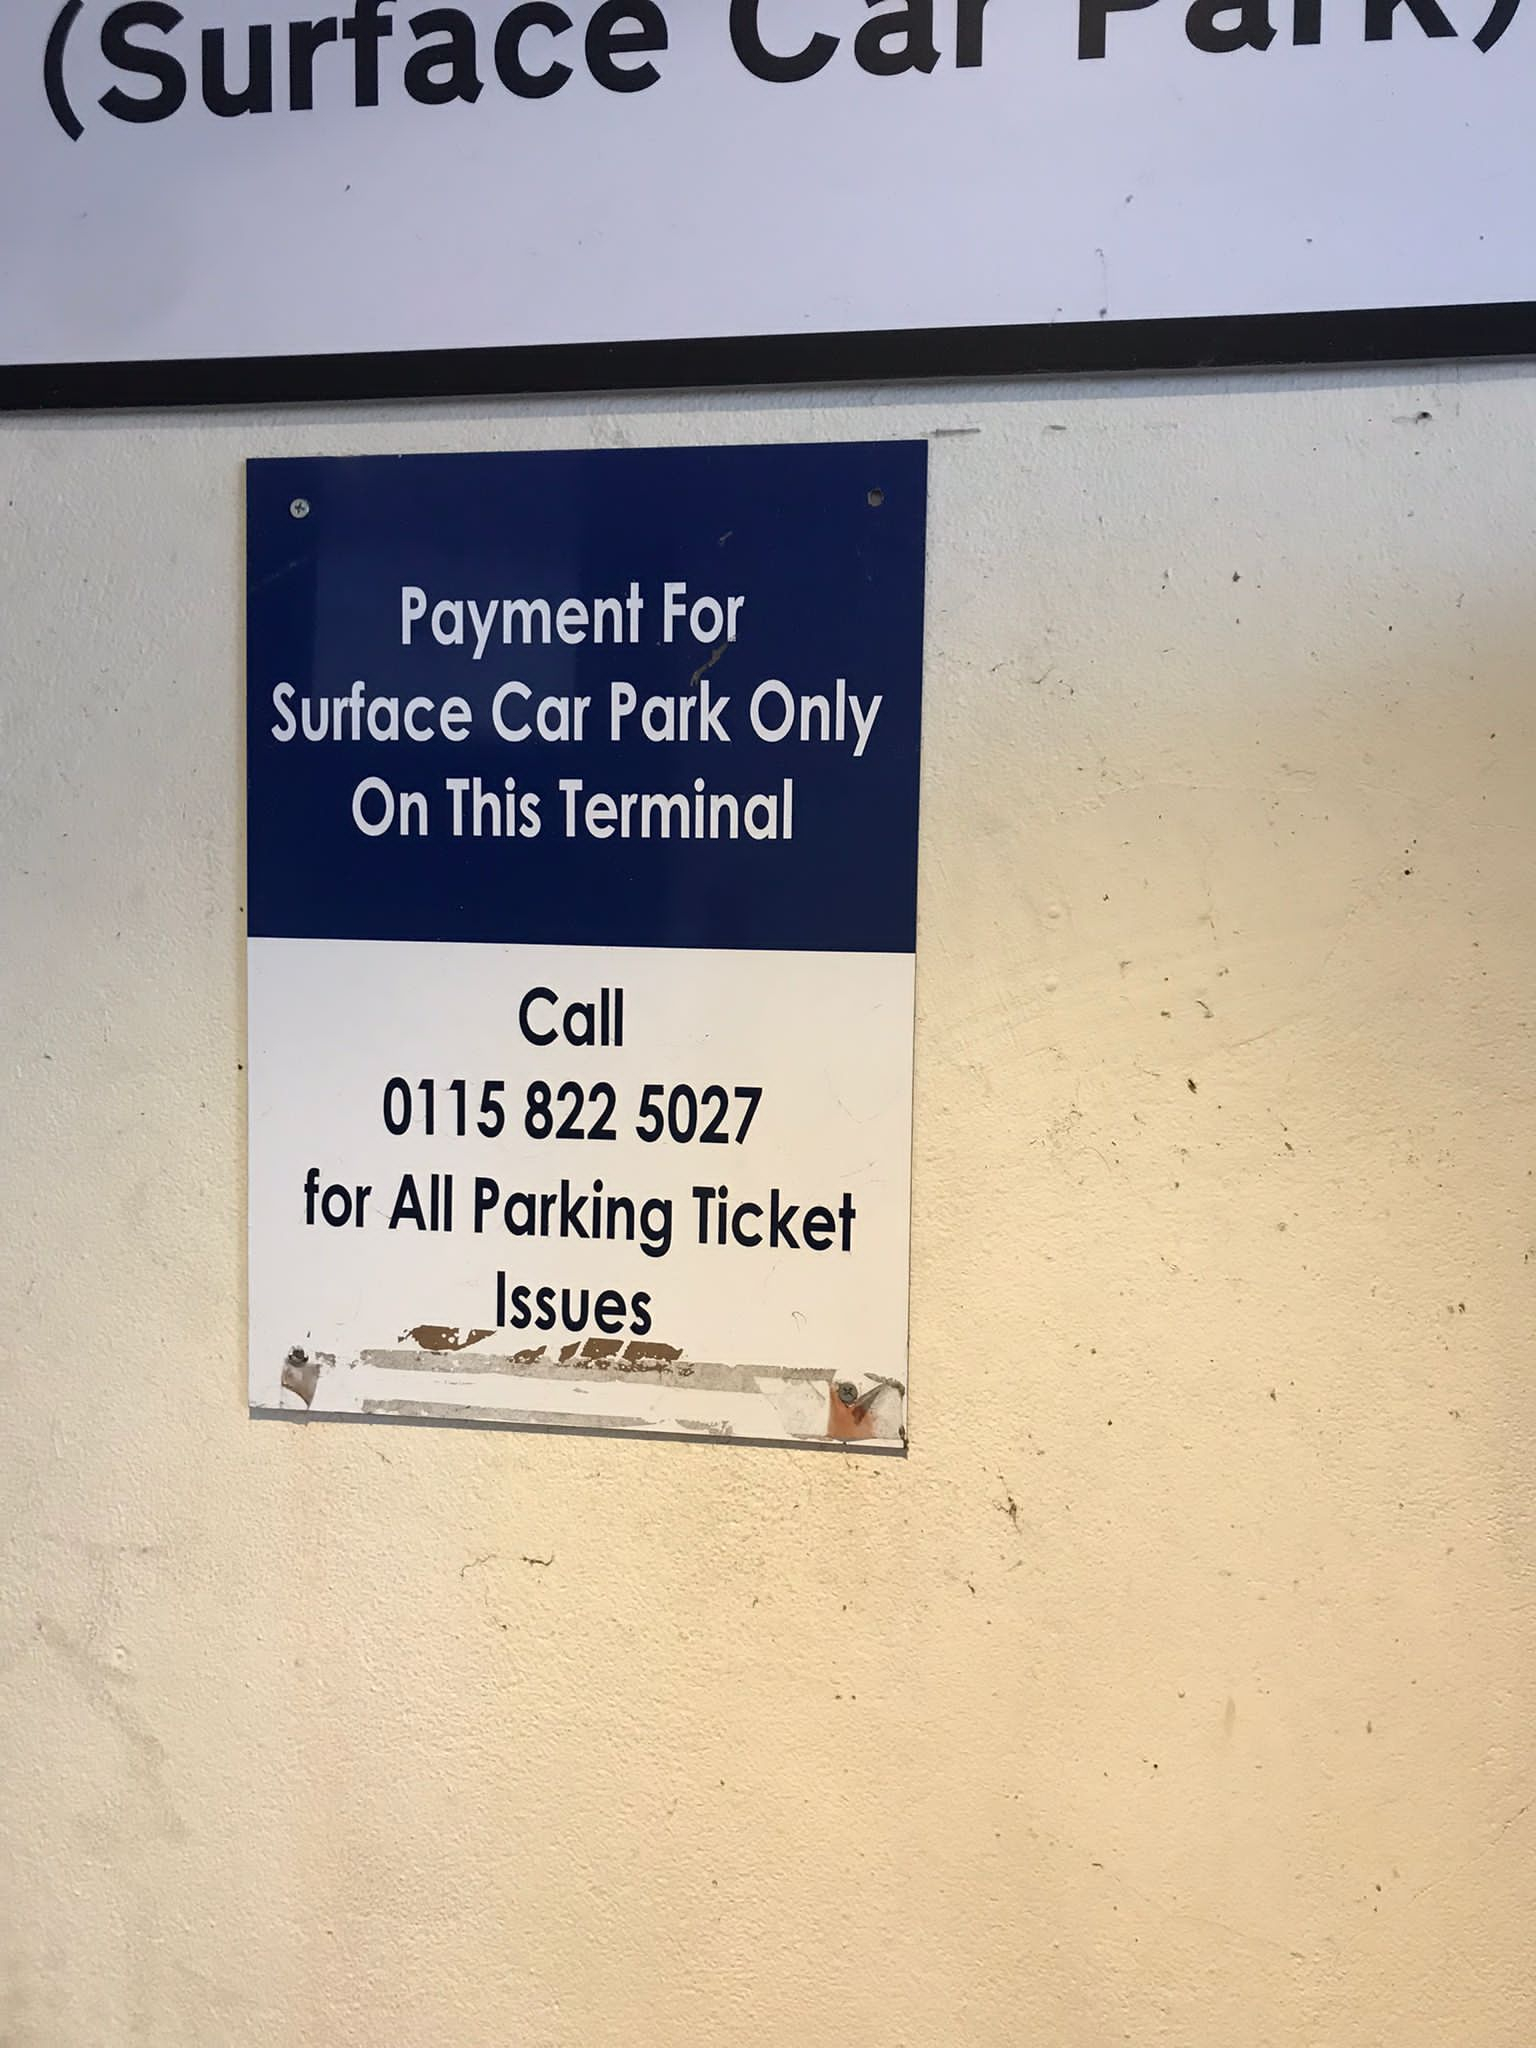 (Surface Car Park)
Payment For
Surface Car Park Only
On This Terminal
Call
0115 822 5027
for All Parking Ticket
Issues